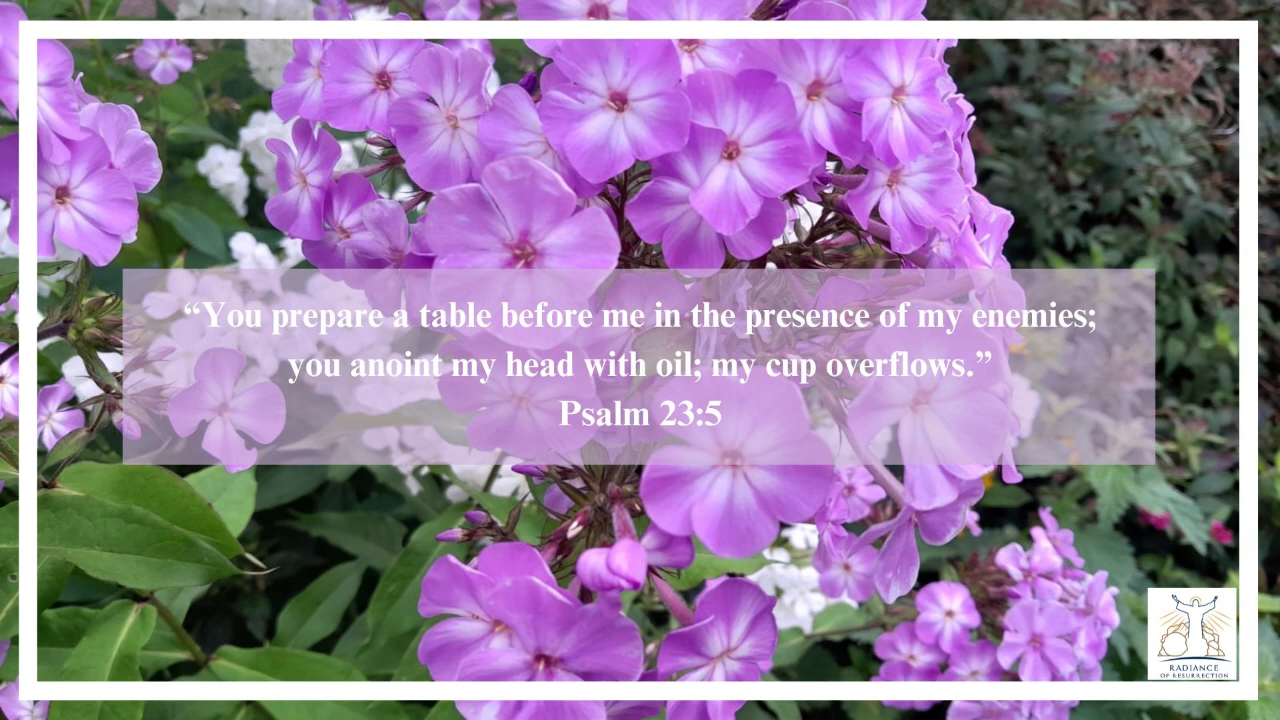 “You prepare a table before me in the presence of my enemies;
you anoint my head with oil; my cup overflows.”
Psalm 23:5
RADIANCE
OF RESURRECTION